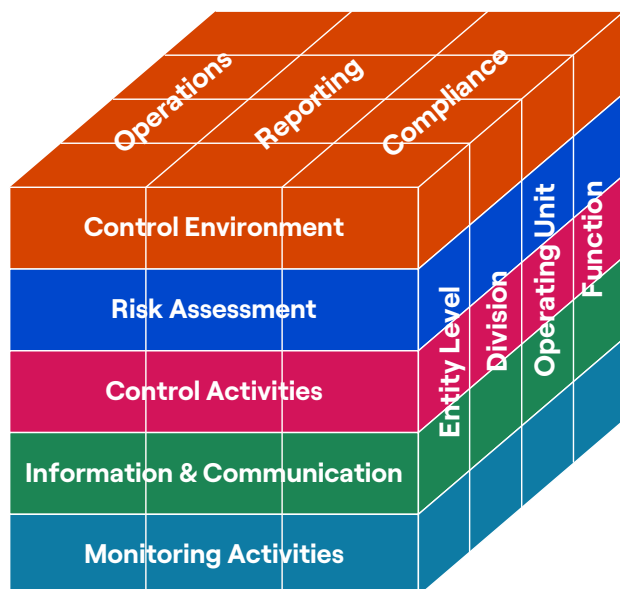 Operations
Reporting
Compliance
Control Environment
Risk Assessment
Control Activities
Information & Communication
Monitoring Activities
Entity Level
Division
Operating Unit
Function